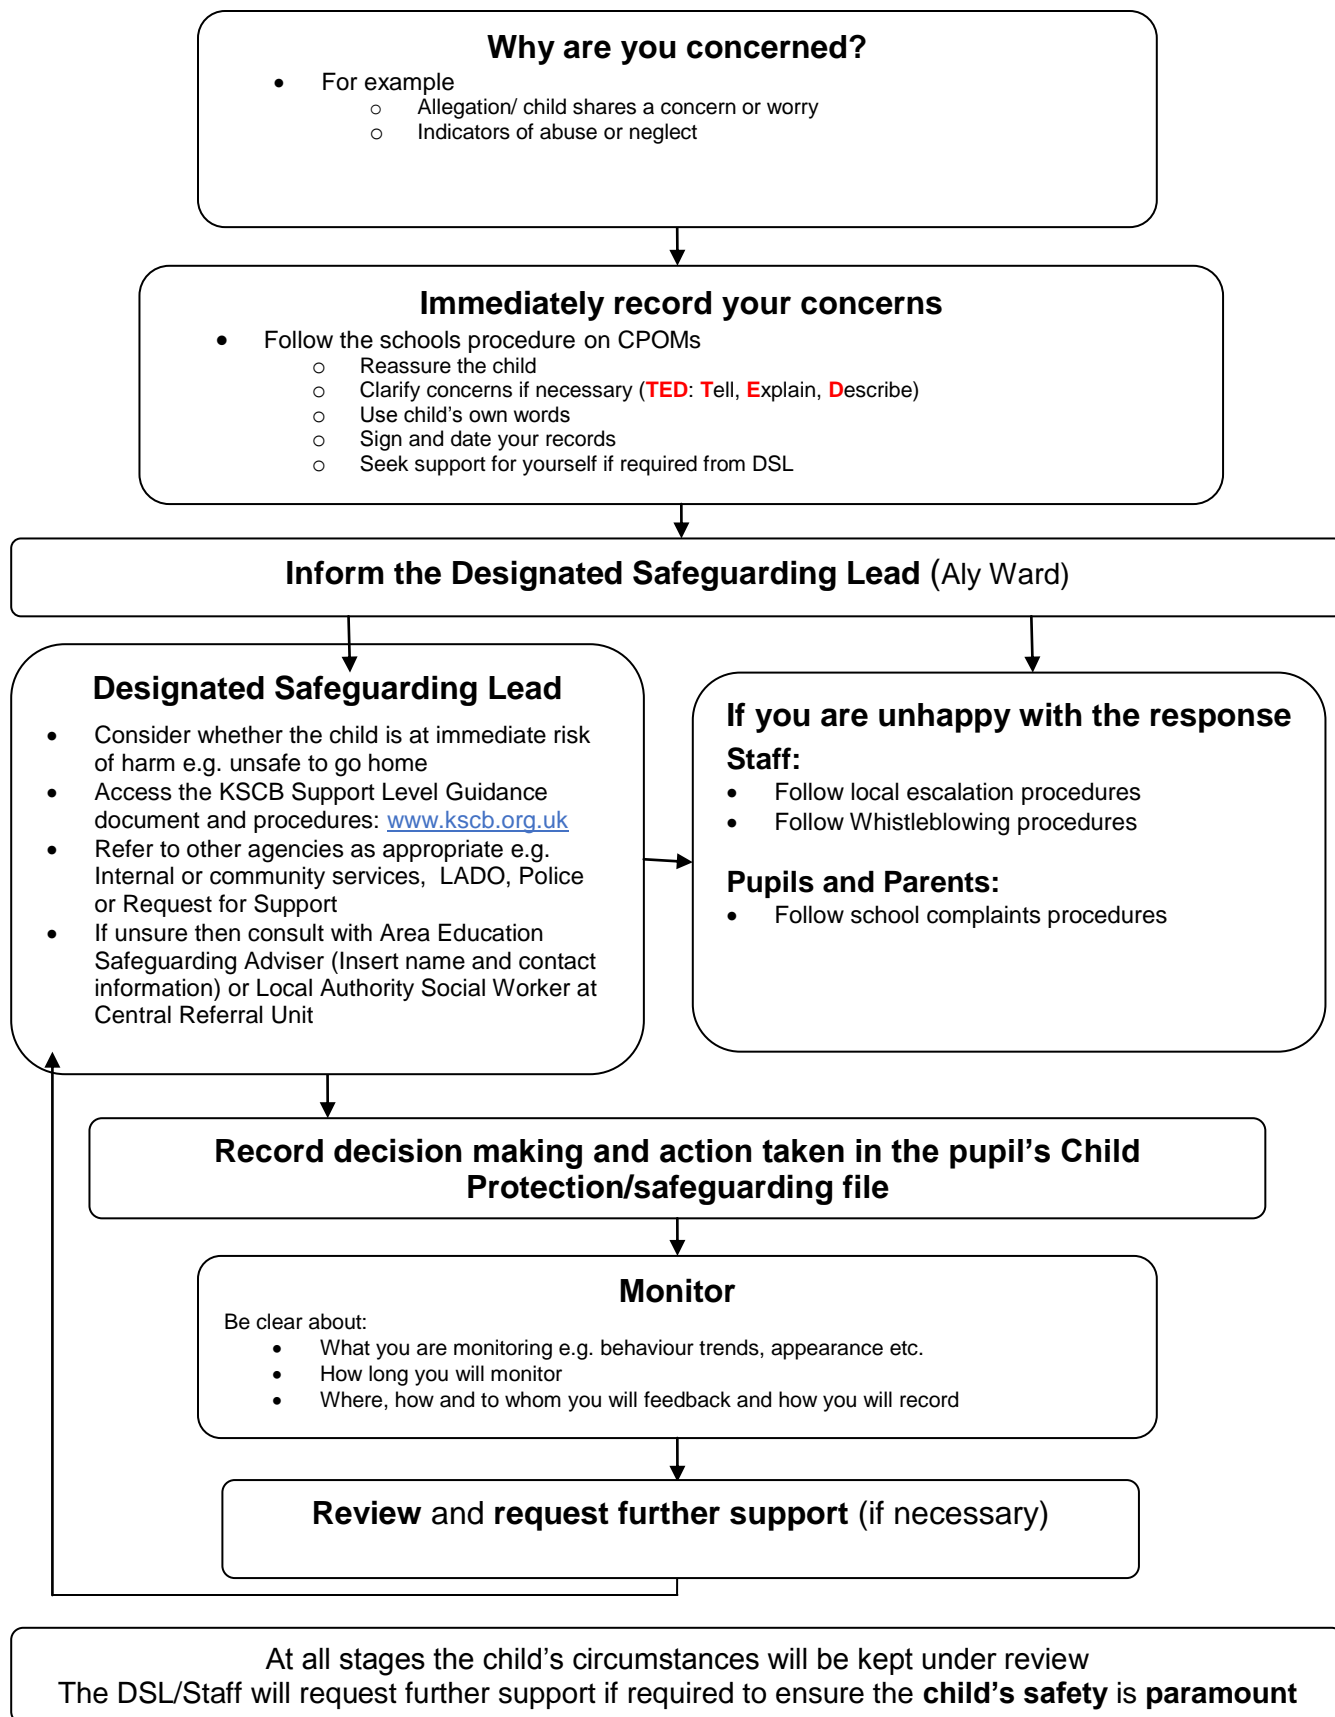 Why are you concerned?
• For example
o Allegation/ child shares a concern or worry
o Indicators of abuse or neglect
Immediately record your concerns
• Follow the schools procedure on CPOMs
o Reassure the child
o Clarify concerns if necessary (TED: Tell, Explain, Describe)
o Use child’s own words
o Sign and date your records
o Seek support for yourself if required from DSL
Inform the Designated Safeguarding Lead (Aly Ward)
Designated Safeguarding Lead
• Consider whether the child is at immediate risk
of harm e.g. unsafe to go home
• Access the KSCB Support Level Guidance
document and procedures: www.kscb.org.uk
• Refer to other agencies as appropriate e.g.
Internal or community services, LADO, Police
or Request for Support
• If unsure then consult with Area Education
Safeguarding Adviser (Insert name and contact
information) or Local Authority Social Worker at
Central Referral Unit
If you are unhappy with the response
Staff:
• Follow local escalation procedures
• Follow Whistleblowing procedures
Pupils and Parents:
• Follow school complaints procedures
Record decision making and action taken in the pupil’s Child
Protection/safeguarding file
Monitor
Be clear about:
• What you are monitoring e.g. behaviour trends, appearance etc.
• How long you will monitor
• Where, how and to whom you will feedback and how you will record
Review and request further support (if necessary)
At all stages the child’s circumstances will be kept under review
The DSL/Staff will request further support if required to ensure the child’s safety is paramount